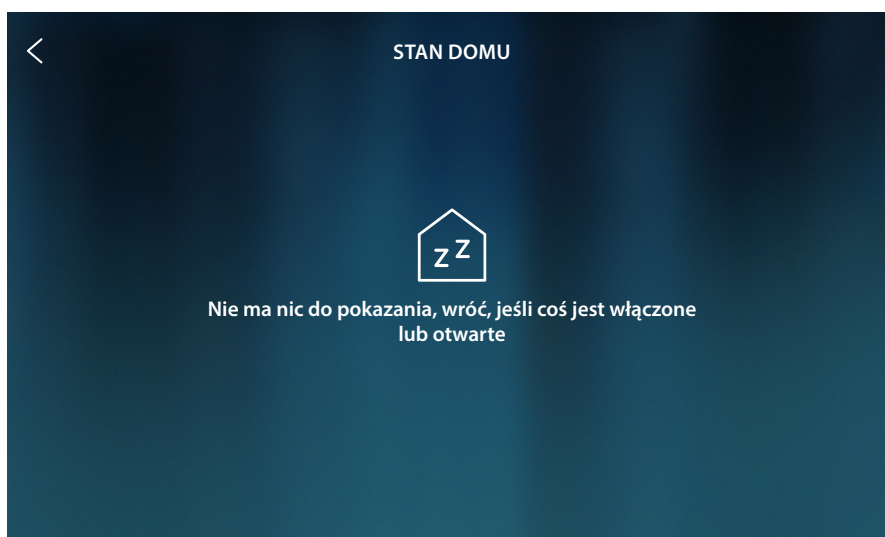 STAN DOMU
z Z
Nie ma nic do pokazania, wróć, jeśli coś jest włączone
lub otwarte